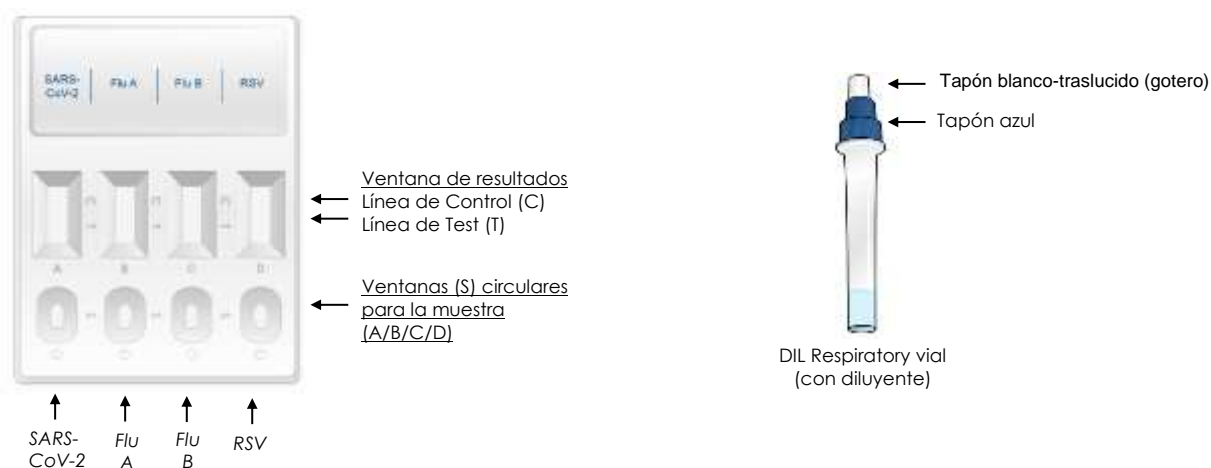 SARS-
CoV-2
Flu A
Flu B
RSV
Ventana de resultados
Línea de Control (C)
Línea de Test (T)
A
B
C
D
Ventanas (S) circulares
para la muestra
(A/B/C/D)
SARS-
CoV-2
Flu
A
Flu
B
RSV
Tapón blanco-traslucido (gotero)
Tapón azul
DIL Respiratory vial
(con diluyente)